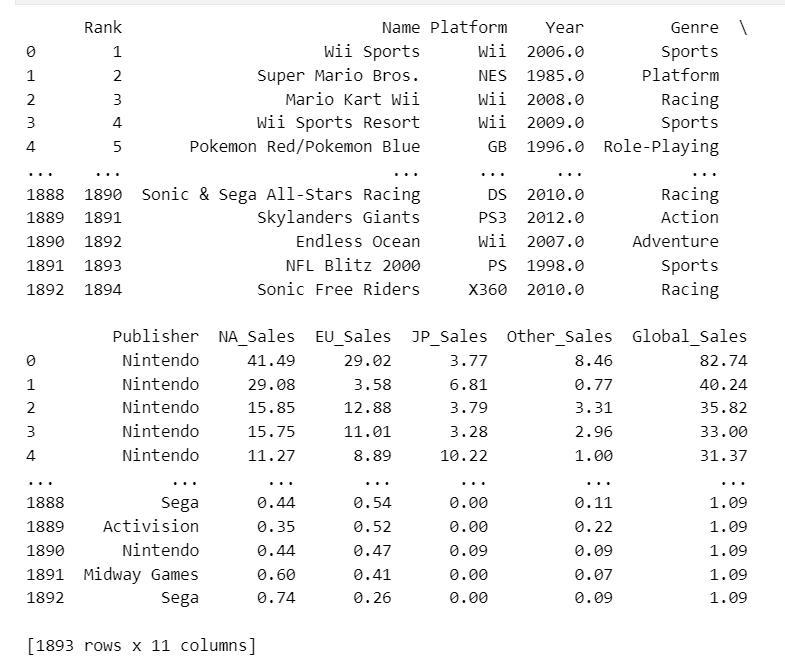 Rank Name Platform Year Genre \
0 1 Wii Sports Wii 2006.0 Sports
1 2 Super Mario Bros. NES 1985.0 Platform
2 3 Mario Kart Wii Wii 2008.0 Racing
3 4 Wii Sports Resort Wii 2009.0 Sports
4 5 Pokemon Red/Pokemon Blue GB 1996.0 Role-Playing
... ... ... ... ... ...
1888 1890 Sonic & Sega All-Stars Racing DS 2010.0 Racing
1889 1891 Skylanders Giants PS3 2012.0 Action
1890 1892 Endless Ocean Wii 2007.0 Adventure
1891 1893 NFL Blitz 2000 PS 1998.0 Sports
1892 1894 Sonic Free Riders X360 2010.0 Racing
Publisher NA_Sales EU_Sales JP_Sales Other_Sales Global_Sales
0 Nintendo 41.49 29.02 3.77 8.46 82.74
1 Nintendo 29.08 3.58 6.81 0.77 40.24
2 Nintendo 15.85 12.88 3.79 3.31 35.82
3 Nintendo 15.75 11.01 3.28 2.96 33.00
4 Nintendo 11.27 8.89 10.22 1.00 31.37
... ... ... ... ... ... ...
1888 Sega 0.44 0.54 0.00 0.11 1.09
1889 Activision 0.35 0.52 0.00 0.22 1.09
1890 Nintendo 0.44 0.47 0.09 0.09 1.09
1891 Midway Games 0.60 0.41 0.00 0.07 1.09
1892 Sega 0.74 0.26 0.00 0.09 1.09
[1893 rows x 11 columns]